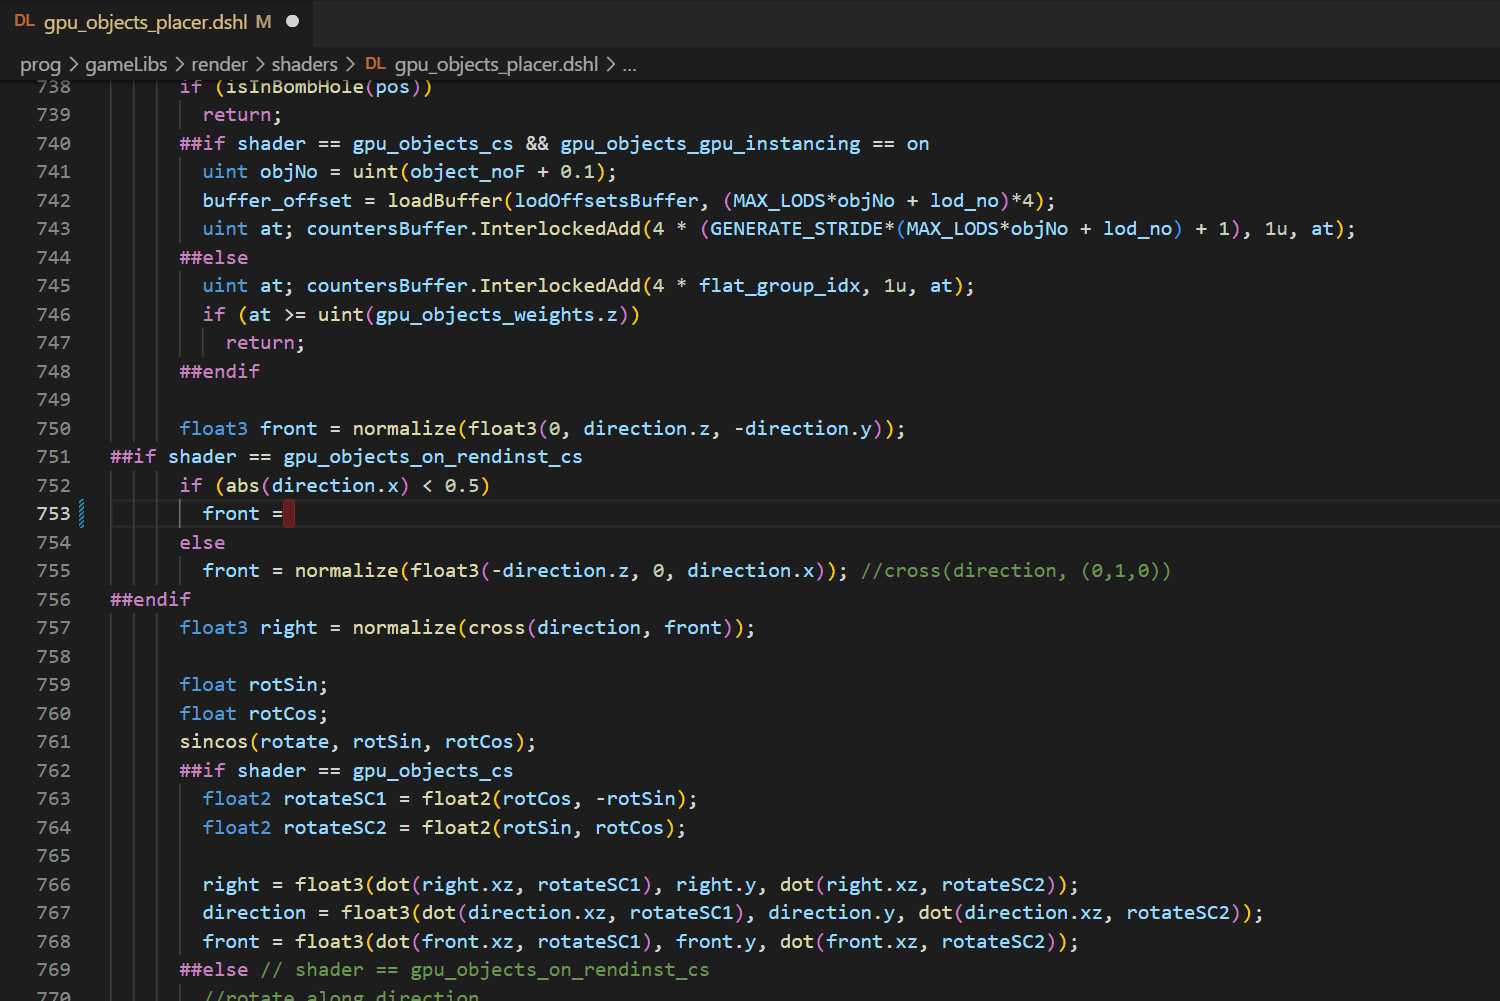 DL gpu_objects_placer.dshl M
prog > gameLibs > render > shaders > DL gpu_objects_placer.dshl > ...
738 if (isInBombHole(pos))
739 return;
740 ##if shader == gpu_objects_cs && gpu_objects_gpu_instancing == on
741 uint objNo = uint(object_noF + 0.1);
742 buffer_offset = loadBuffer(lodOffsetsBuffer, (MAX_LODS*objNo + lod_no)*4);
743 uint at; countersBuffer.InterlockedAdd(4 * (GENERATE_STRIDE*(MAX_LODS*objNo + lod_no) + 1), 1u, at);
744 ##else
745 uint at; countersBuffer.InterlockedAdd(4 * flat_group_idx, 1u, at);
746 if (at >= uint(gpu_objects_weights.z))
747 return;
748 ##endif
749
750 float3 front = normalize(float3(0, direction.z, -direction.y));
751 ##if shader == gpu_objects_on_rendinst_cs
752 if (abs(direction.x) < 0.5)
753 front =
754 else
755 front = normalize(float3(-direction.z, 0, direction.x)); //cross(direction, (0,1,0))
756 ##endif
757 float3 right = normalize(cross(direction, front));
758
759 float rotSin;
760 float rotCos;
761 sincos(rotate, rotSin, rotCos);
762 ##if shader == gpu_objects_cs
763 float2 rotateSC1 = float2(rotCos, -rotSin);
764 float2 rotateSC2 = float2(rotSin, rotCos);
765
766 right = float3(dot(right.xz, rotateSC1), right.y, dot(right.xz, rotateSC2));
767 direction = float3(dot(direction.xz, rotateSC1), direction.y, dot(direction.xz, rotateSC2));
768 front = float3(dot(front.xz, rotateSC1), front.y, dot(front.xz, rotateSC2));
769 ##else // shader == gpu_objects_on_rendinst_cs
770 //rotate along direction